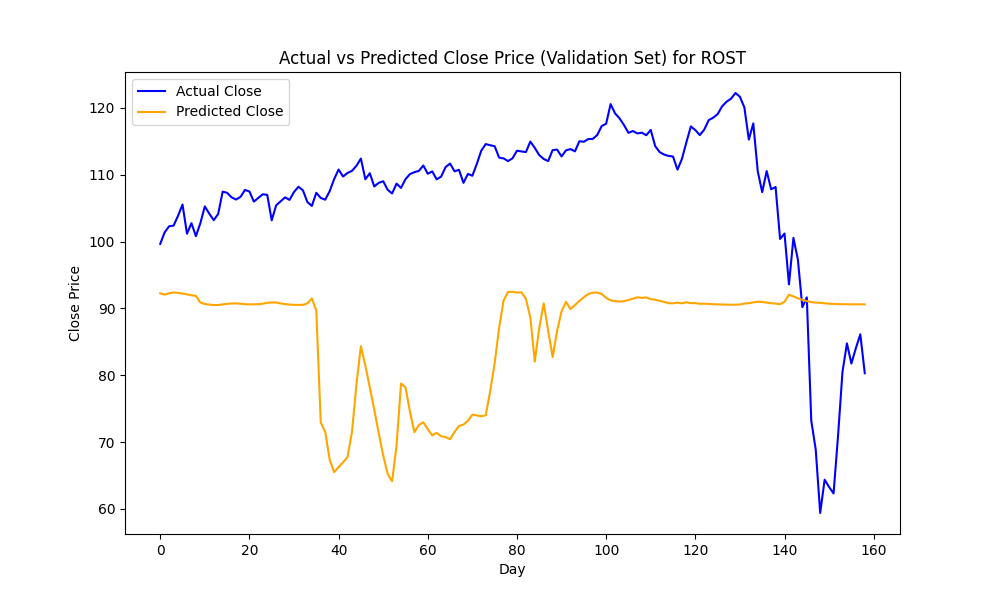 Actual vs Predicted Close Price (Validation Set) for ROST
Actual Close
Predicted Close
Close Price
120
110
100
90
80
70
60
0 20 40 60 80 100 120 140 160
Day